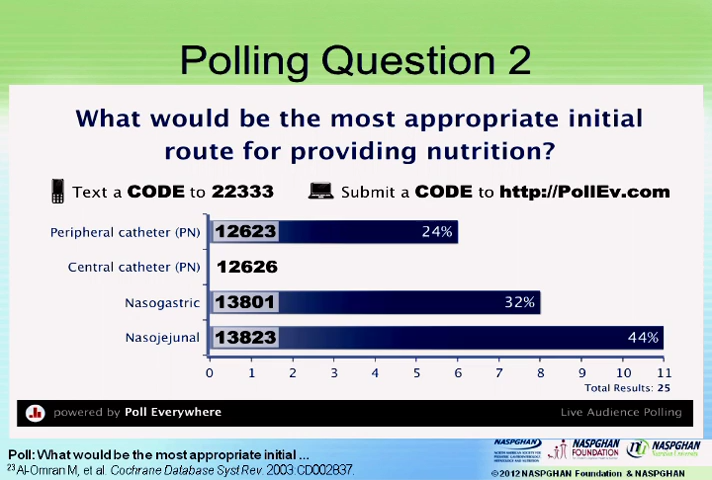 Polling Question 2
What would be the most appropriate initial
route for providing nutrition?
Text a CODE to 22333
Submit a CODE to http://PollEv.com
Peripheral catheter (PN) 12623 24%
Central catheter (PN) 12626
Nasogastric 13801 32%
Nasojejunal 13823 44%
0 1 2 3 4 5 6 7 8 9 10 11
Total Results: 25
powered by Poll Everywhere
Live Audience Polling
Poll: What would be the most appropriate initial ...
23 Al-Omran M, et al. Cochrane Database Syst Rev. 2003:CD002837.
NASPGHAN
NASPGHAN
FOUNDATION
NASPGHAN
©2012 NASPGHAN Foundation & NASPGHAN